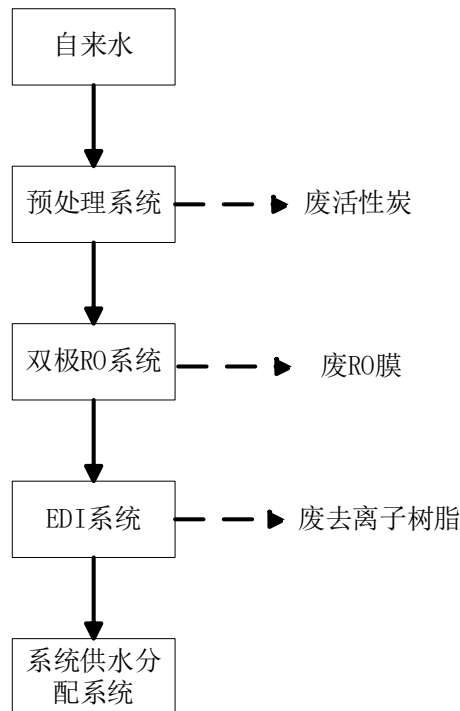 自来水
预处理系统
废活性炭
双极RO系统
废RO膜
EDI系统
废去离子树脂
系统供水分
配系统